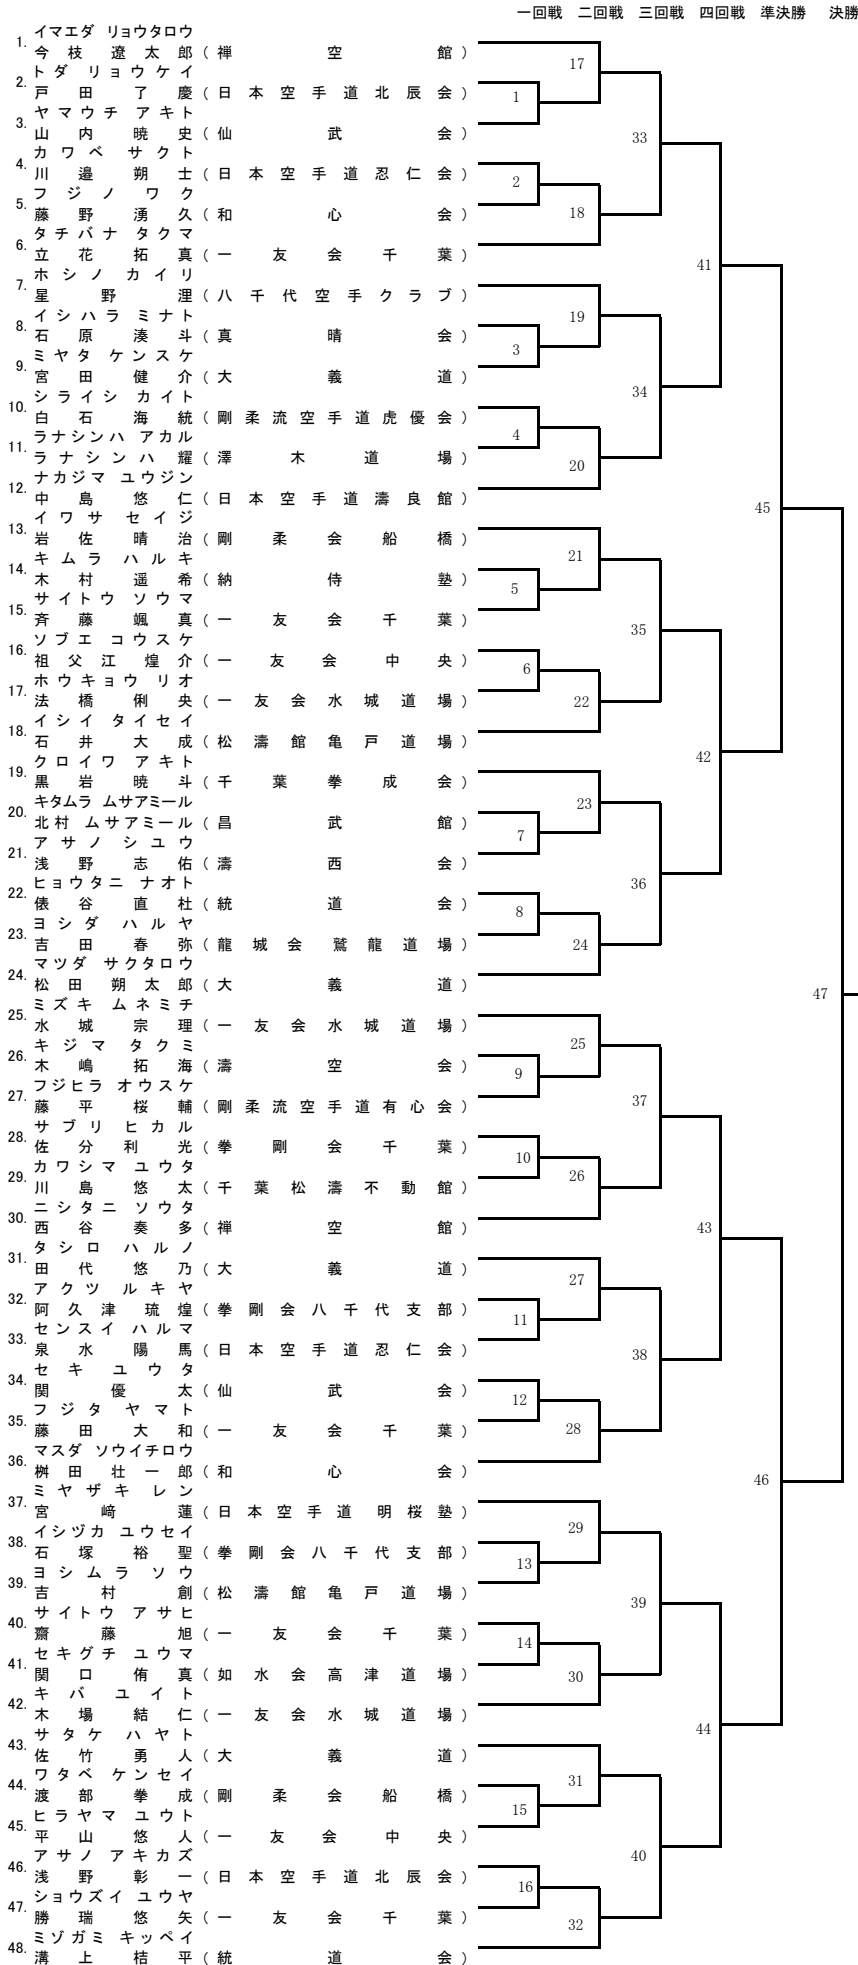 一回戦 二回戦 三回戦 四回戦 準決勝 決勝
イマエダ リョウタロウ
1. 今枝 遼太郎 (禅空館)
トダ リョウケイ
2. 戸田 了慶 (日本空手道北辰会)
ヤマウチ アキト
3. 山内 暁史 (仙武会)
カワベ サクト
4. 川邉 朔士 (日本空手道忍仁会)
フジノ ワク
5. 藤野 湧久 (和心会)
タチバナ タクマ
6. 立花 拓真 (一友会千葉)
ホシノ カイリ
7. 星野 浬 (八千代空手クラブ)
イシハラ ミナト
8. 石原 湊斗 (真晴会)
ミヤタ ケンスケ
9. 宮田 健介 (大義道)
シライシ カイト
10. 白石 海統 (剛柔流空手道虎優会)
ラナシンハ アカル
11. ラナシンハ 耀 (澤木道場)
ナカジマ ユウジン
12. 中島 悠仁 (日本空手道濤良館)
イワサ セイジ
13. 岩佐 晴治 (剛柔会船橋)
キムラ ハルキ
14. 木村 遥希 (納侍塾)
サイトウ ソウマ
15. 斉藤 颯真 (一友会千葉)
ソブエ コウスケ
16. 祖父江 煌介 (一友会中央)
ホウキョウ リオ
17. 法橋 俐央 (一友会水城道場)
イシイ タイセイ
18. 石井 大成 (松濤館亀戸道場)
クロイワ アキト
19. 黒岩 暁斗 (千葉拳成会)
キタムラ ムサアミール
20. 北村 ムサアミール (昌武館)
アサノ シユウ
21. 浅野 志佑 (濤西会)
ヒョウタニ ナオト
22. 俵谷 直杜 (統道会)
ヨシダ ハルヤ
23. 吉田 春弥 (龍城会 鷲龍道場)
マツダ サクタロウ
24. 松田 朔太郎 (大義道)
ミズキ ムネミチ
25. 水城 宗理 (一友会水城道場)
キジマ タクミ
26. 木嶋 拓海 (濤空会)
フジヒラ オウスケ
27. 藤平 桜輔 (剛柔流空手道有心会)
サブリ ヒカル
28. 佐分利 光 (拳剛会千葉)
カワシマ ユウタ
29. 川島 悠太 (千葉松濤不動館)
ニシタニ ソウタ
30. 西谷 奏多 (禅空館)
タシロ ハルノ
31. 田代 悠乃 (大義道)
アクツ ルキヤ
32. 阿久津 琉煌 (拳剛会八千代支部)
センスイ ハルマ
33. 泉水 陽馬 (日本空手道忍仁会)
セキ ユウタ
34. 関 優太 (仙武会)
フジタ ヤマト
35. 藤田 大和 (一友会千葉)
マスダ ソウイチロウ
36. 桝田 壮一郎 (和心会)
ミヤザキ レン
37. 宮﨑 蓮 (日本空手道 明桜塾)
イシヅカ ユウセイ
38. 石塚 裕聖 (拳剛会八千代支部)
ヨシムラ ソウ
39. 吉村 創 (松濤館亀戸道場)
サイトウ アサヒ
40. 齋藤 旭 (一友会千葉)
セキグチ ユウマ
41. 関口 侑真 (如水会高津道場)
キバ ユイト
42. 木場 結仁 (一友会水城道場)
サタケ ハヤト
43. 佐竹 勇人 (大義道)
ワタベ ケンセイ
44. 渡部 拳成 (剛柔会船橋)
ヒラヤマ ユウト
45. 平山 悠人 (一友会中央)
アサノ アキカズ
46. 浅野 彰一 (日本空手道北辰会)
ショウズイ ユウヤ
47. 勝瑞 悠矢 (一友会千葉)
ミゾガミ キッペイ
48. 溝上 桔平 (統道会)
1
2
3
4
5
6
7
8
9
10
11
12
13
14
15
16
17
18
19
20
21
22
23
24
25
26
27
28
29
30
31
32
33
34
35
36
37
38
39
40
41
42
43
44
45
46
47